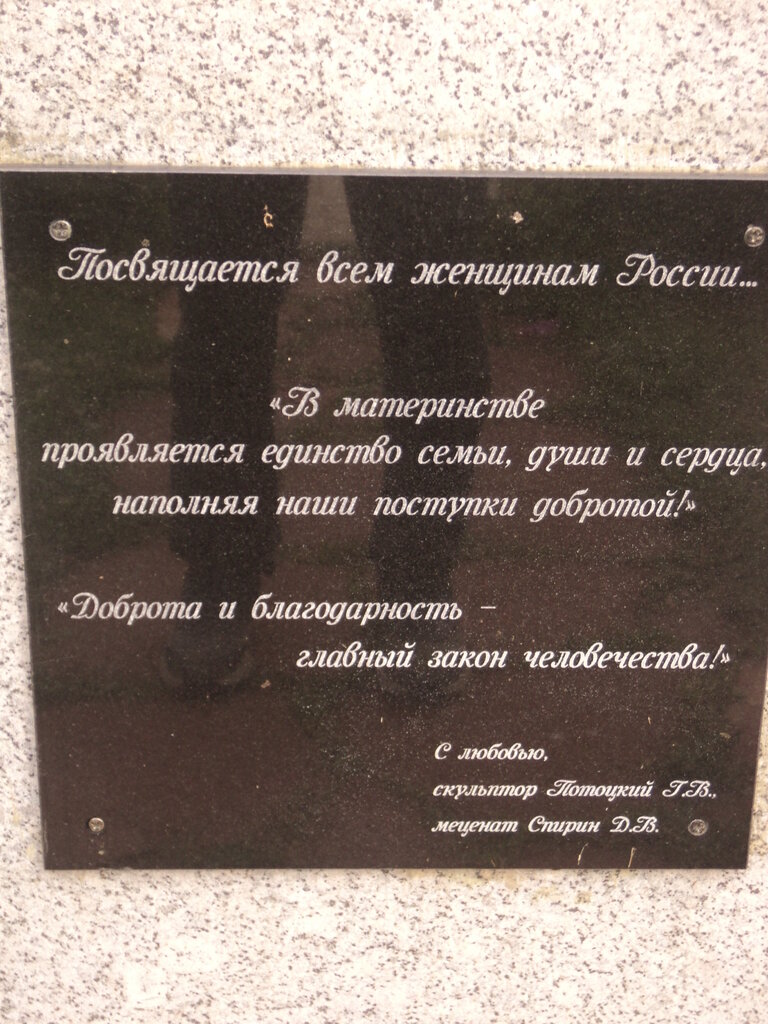 Посвящается всем женщинам России...
«В материнстве
проявляется единство семьи, души и сердца,
наполняя наши поступки добротой!»
«Доброта и благодарность –
главный закон человечества!»
С любовью,
скульптор Потоцкий Г.В.,
меценат Спирин Д.В.